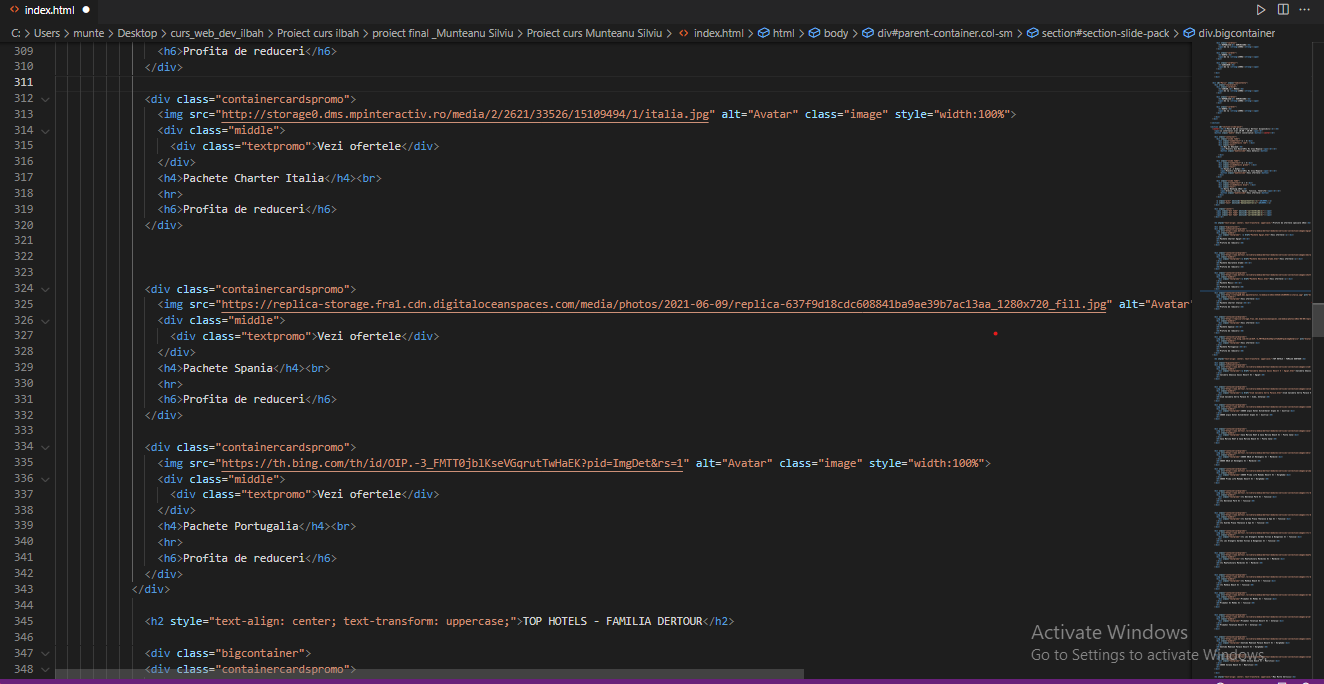 index.html
C: > Users > munte > Desktop > curs_web_dev_ilbah > Proiect curs ilbah > proiect final _Munteanu Silviu > Proiect curs Munteanu Silviu > index.html > html > body > div#parent-container.col-sm > section#section-slide-pack > div.bigcontainer
309 <h6>Profita de reduceri</h6>
310 </div>
311
312 <div class="containercardspromo">
313 <img src="http://storage0.dms.mpinteractiv.ro/media/2/2621/33526/15109494/1/italia.jpg" alt="Avatar" class="image" style="width:100%">
314 <div class="middle">
315 <div class="textpromo">Vezi ofertele</div>
316 </div>
317 <h4>Pachete Charter Italia</h4><br>
318 <hr>
319 <h6>Profita de reduceri</h6>
320 </div>
321
322
323
324 <div class="containercardspromo">
325 <img src="https://replica-storage.fra1.cdn.digitaloceanspaces.com/media/photos/2021-06-09/replica-637f9d18cdc608841ba9ae39b7ac13aa_1280x720_fill.jpg" alt="Avatar"
326 <div class="middle">
327 <div class="textpromo">Vezi ofertele</div>
328 </div>
329 <h4>Pachete Spania</h4><br>
330 <hr>
331 <h6>Profita de reduceri</h6>
332 </div>
333
334 <div class="containercardspromo">
335 <img src="https://th.bing.com/th/id/OIP.-3_FMTT0jblKseVGqrutTwHaEK?pid=ImgDet&rs=1" alt="Avatar" class="image" style="width:100%">
336 <div class="middle">
337 <div class="textpromo">Vezi ofertele</div>
338 </div>
339 <h4>Pachete Portugalia</h4><br>
340 <hr>
341 <h6>Profita de reduceri</h6>
342 </div>
343 </div>
344
345 <h2 style="text-align: center; text-transform: uppercase;">TOP HOTELS - FAMILIA DERTOUR</h2>
346
347 <div class="bigcontainer">
348 <div class="containercardspromo">
Activate Windows
Go to Settings to activate Windows.